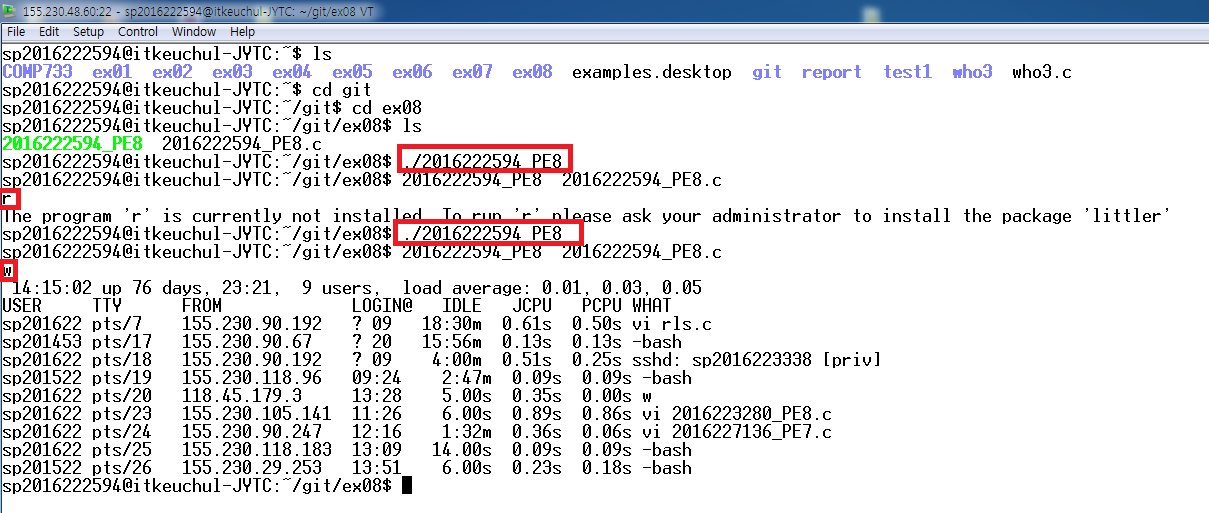 155.230.48.60:22 - sp2016222594@itkeuchul-JYTC: ~/git/ex08 VT
File Edit Setup Control Window Help
sp2016222594@itkeuchul-JYTC:~$ ls
COMP733 ex01 ex02 ex03 ex04 ex05 ex06 ex07 ex08 examples.desktop git report test1 who3 who3.c
sp2016222594@itkeuchul-JYTC:~$ cd git
sp2016222594@itkeuchul-JYTC:~/git$ cd ex08
sp2016222594@itkeuchul-JYTC:~/git/ex08$ ls
2016222594_PE8 2016222594_PE8.c
sp2016222594@itkeuchul-JYTC:~/git/ex08$ ./2016222594_PE8
sp2016222594@itkeuchul-JYTC:~/git/ex08$ 2016222594_PE8 2016222594_PE8.c
r
The program 'r' is currently not installed. To run 'r' please ask your administrator to install the package 'littler'
sp2016222594@itkeuchul-JYTC:~/git/ex08$ ./2016222594_PE8
sp2016222594@itkeuchul-JYTC:~/git/ex08$ 2016222594_PE8 2016222594_PE8.c
w
14:15:02 up 76 days, 23:21, 9 users, load average: 0.01, 0.03, 0.05
USER TTY FROM LOGIN@ IDLE JCPU PCPU WHAT
sp201622 pts/7 155.230.90.192 ? 09 18:30m 0.61s 0.50s vi rls.c
sp201453 pts/17 155.230.90.67 ? 20 15:56m 0.13s 0.13s -bash
sp201622 pts/18 155.230.90.192 ? 09 4:00m 0.51s 0.25s sshd: sp2016223338 [priv]
sp201522 pts/19 155.230.118.96 09:24 2:47m 0.09s 0.09s -bash
sp201622 pts/20 118.45.179.3 13:28 5.00s 0.35s 0.00s w
sp201622 pts/23 155.230.105.141 11:26 6.00s 0.89s 0.86s vi 2016223280_PE8.c
sp201622 pts/24 155.230.90.247 12:16 1:32m 0.36s 0.06s vi 2016227136_PE7.c
sp201522 pts/25 155.230.118.183 13:09 14.00s 0.09s 0.09s -bash
sp201522 pts/26 155.230.29.253 13:51 6.00s 0.23s 0.18s -bash
sp2016222594@itkeuchul-JYTC:~/git/ex08$